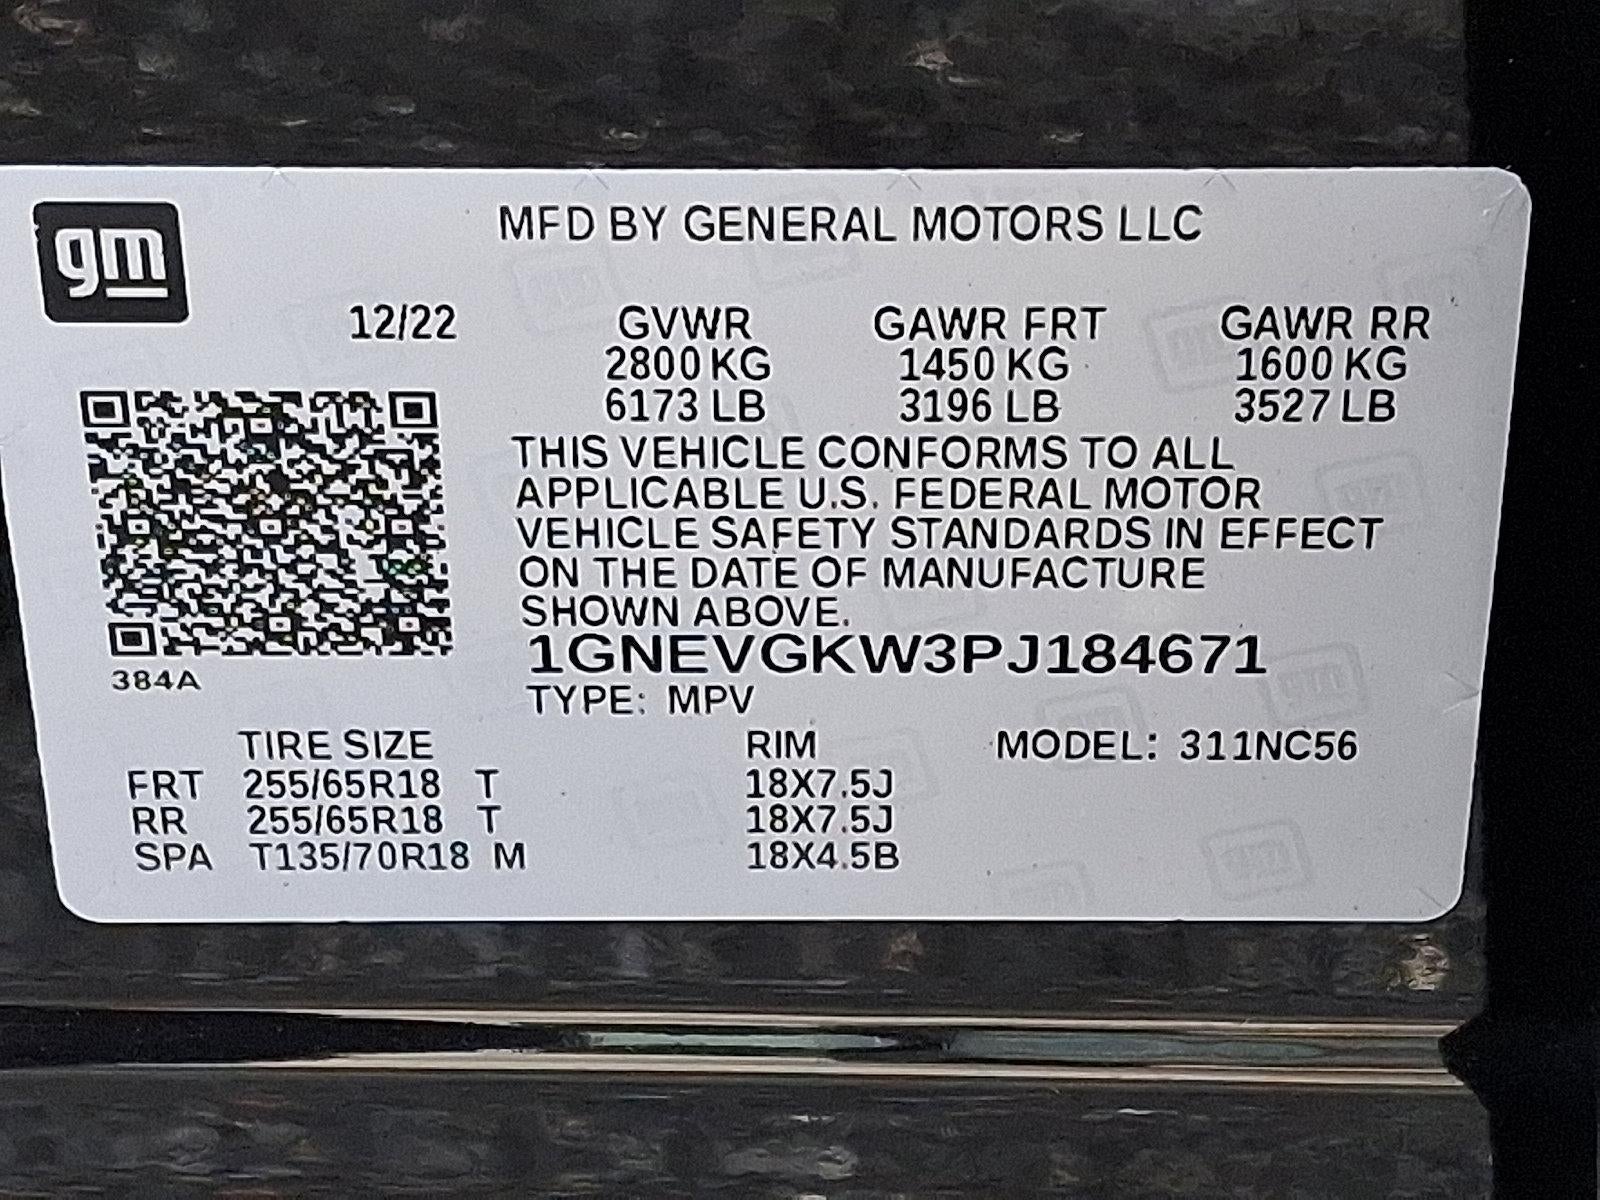 gm
MFD BY GENERAL MOTORS LLC
12/22 GVWR GAWR FRT GAWR RR
2800 KG 1450 KG 1600 KG
6173 LB 3196 LB 3527 LB
THIS VEHICLE CONFORMS TO ALL
APPLICABLE U.S. FEDERAL MOTOR
VEHICLE SAFETY STANDARDS IN EFFECT
ON THE DATE OF MANUFACTURE
SHOWN ABOVE.
1GNEVGKW3PJ184671
384A
TYPE: MPV
TIRE SIZE RIM MODEL: 311NC56
FRT 255/65R18 T 18X7.5J
RR 255/65R18 T 18X7.5J
SPA T135/70R18 M 18X4.5B